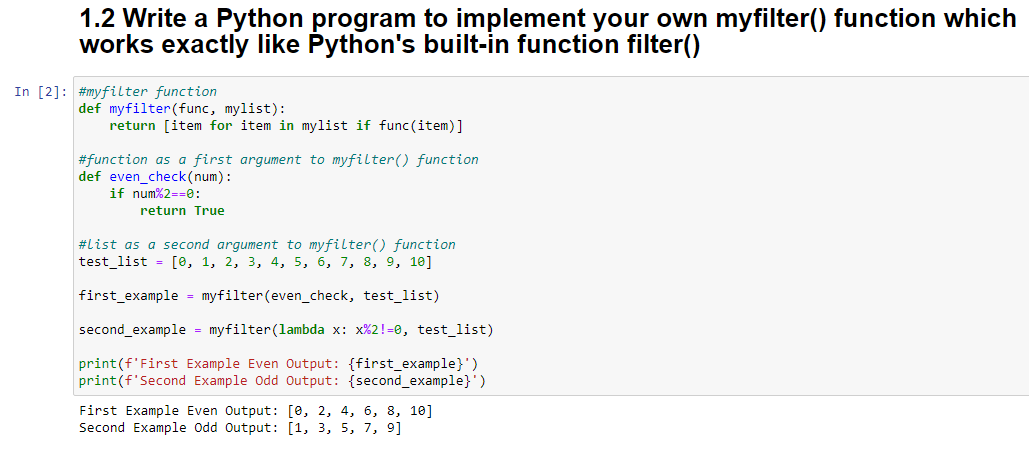 1.2 Write a Python program to implement your own myfilter() function which
works exactly like Python's built-in function filter()
In [2]: #myfilter function
def myfilter(func, mylist):
    return [item for item in mylist if func(item)]
#function as a first argument to myfilter() function
def even_check(num):
    if num%2==0:
        return True
#list as a second argument to myfilter() function
test_list = [0, 1, 2, 3, 4, 5, 6, 7, 8, 9, 10]
first_example = myfilter(even_check, test_list)
second_example = myfilter(lambda x: x%2!=0, test_list)
print(f'First Example Even Output: {first_example}')
print(f'Second Example Odd Output: {second_example}')
First Example Even Output: [0, 2, 4, 6, 8, 10]
Second Example Odd Output: [1, 3, 5, 7, 9]